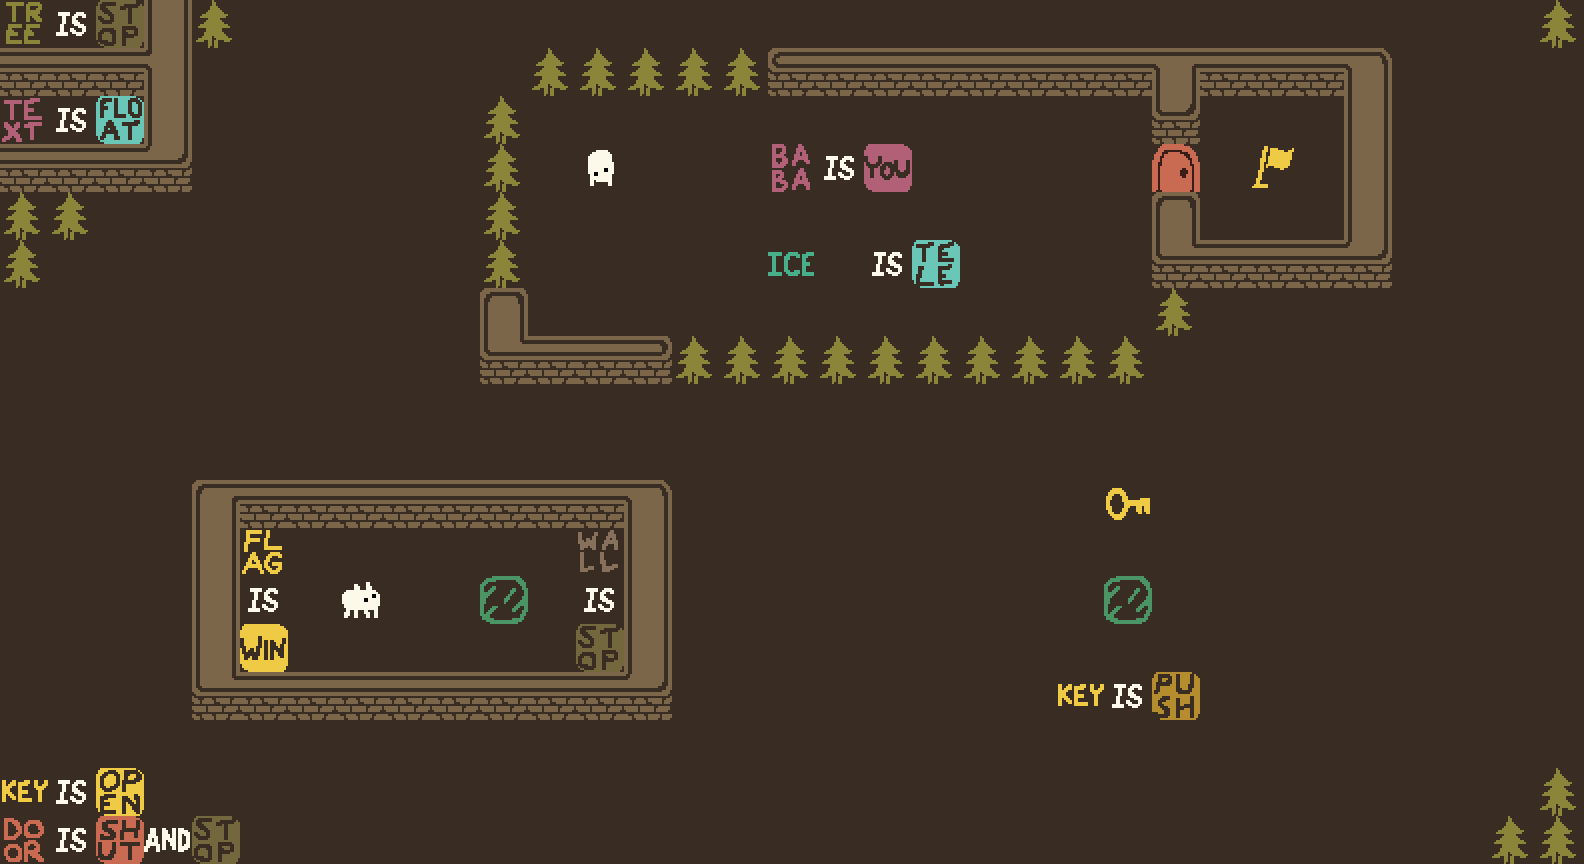 TREE IS STOP
TEXT IS FLOAT
BABA IS YOU
ICE IS TELE
FLAG IS WIN
WALL IS STOP
KEY IS PUSH
KEY IS OPEN
DOOR IS SHUT AND STOP